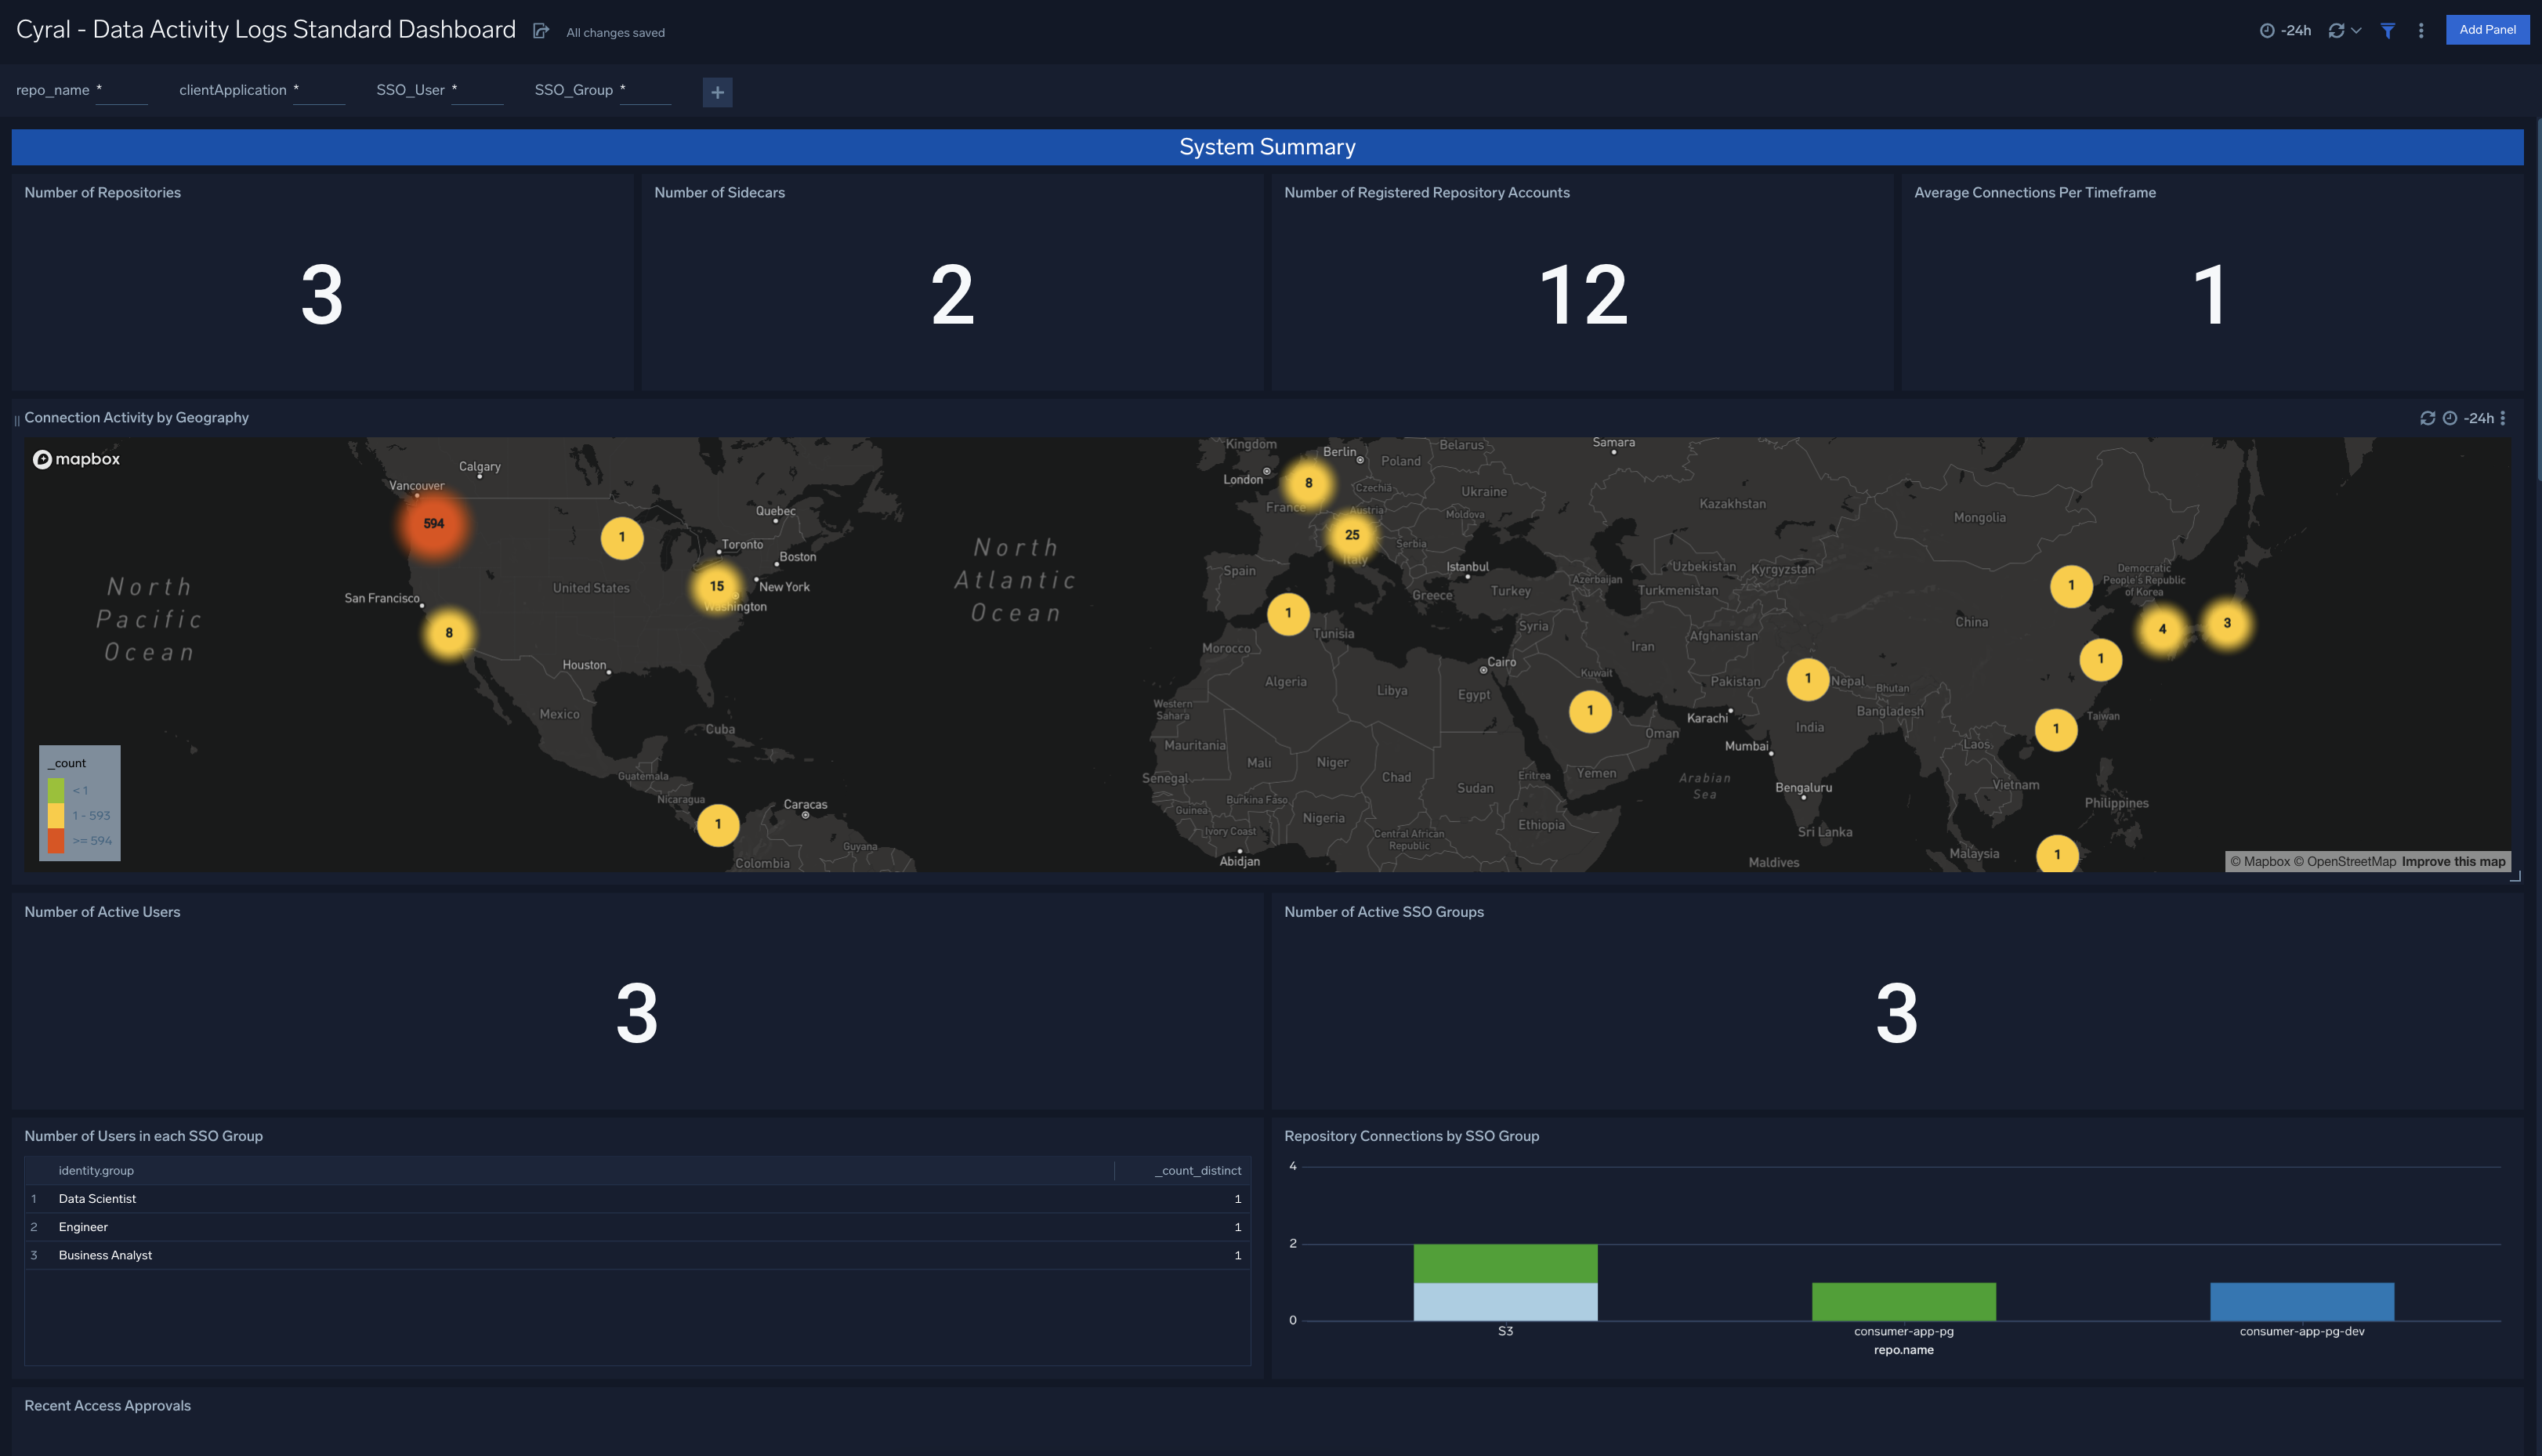 Cyral - Data Activity Logs Standard Dashboard
All changes saved
-24h
Add Panel
repo_name *
clientApplication *
SSO_User *
SSO_Group *
System Summary
Number of Repositories
3
Number of Sidecars
2
Number of Registered Repository Accounts
12
Average Connections Per Timeframe
1
Connection Activity by Geography
-24h
mapbox
Calgary
Vancouver
594
1
Quebec
Toronto
Boston
15
New York
Washington
United States
San Francisco
8
Houston
Mexico
Cuba
Guatemala
Nicaragua
Caracas
1
Guyana
Colombia
North
Pacific
Ocean
North
Atlantic
Ocean
_count
< 1
1 - 593
>= 594
Kingdom
Berlin
Belarus
Samara
Poland
London
8
Czechia
Ukraine
France
Austria
Moldova
25
Serbia
Italy
Kazakhstan
Mongolia
Spain
Istanbul
Greece
Turkey
Azerbaijan
Uzbekistan
Kyrgyzstan
Turkmenistan
Democratic
People's Republic
of Korea
1
4
3
1
Tunisia
Syria
Morocco
Iran
Afghanistan
China
1
Cairo
Algeria
Libya
Egypt
Kuwait
Pakistan
1
Nepal
Bhutan
Western
Sahara
1
Karachi
Bangladesh
Taiwan
Oman
India
1
Mauritania
Mumbai
Laos
Mali
Niger
Chad
Sudan
Eritrea
Yemen
Arabian
Sea
Senegal
Bengaluru
Vietnam
Philippines
Burkina Faso
Guinea
Nigeria
Ivory Coast
Central African
Republic
Ethiopia
Sri Lanka
Abidjan
Maldives
Malaysia
1
© Mapbox © OpenStreetMap Improve this map
Number of Active Users
3
Number of Active SSO Groups
3
Number of Users in each SSO Group
identity.group _count_distinct
1 Data Scientist 1
2 Engineer 1
3 Business Analyst 1
Repository Connections by SSO Group
4
2
0
S3
consumer-app-pg
consumer-app-pg-dev
repo.name
Recent Access Approvals